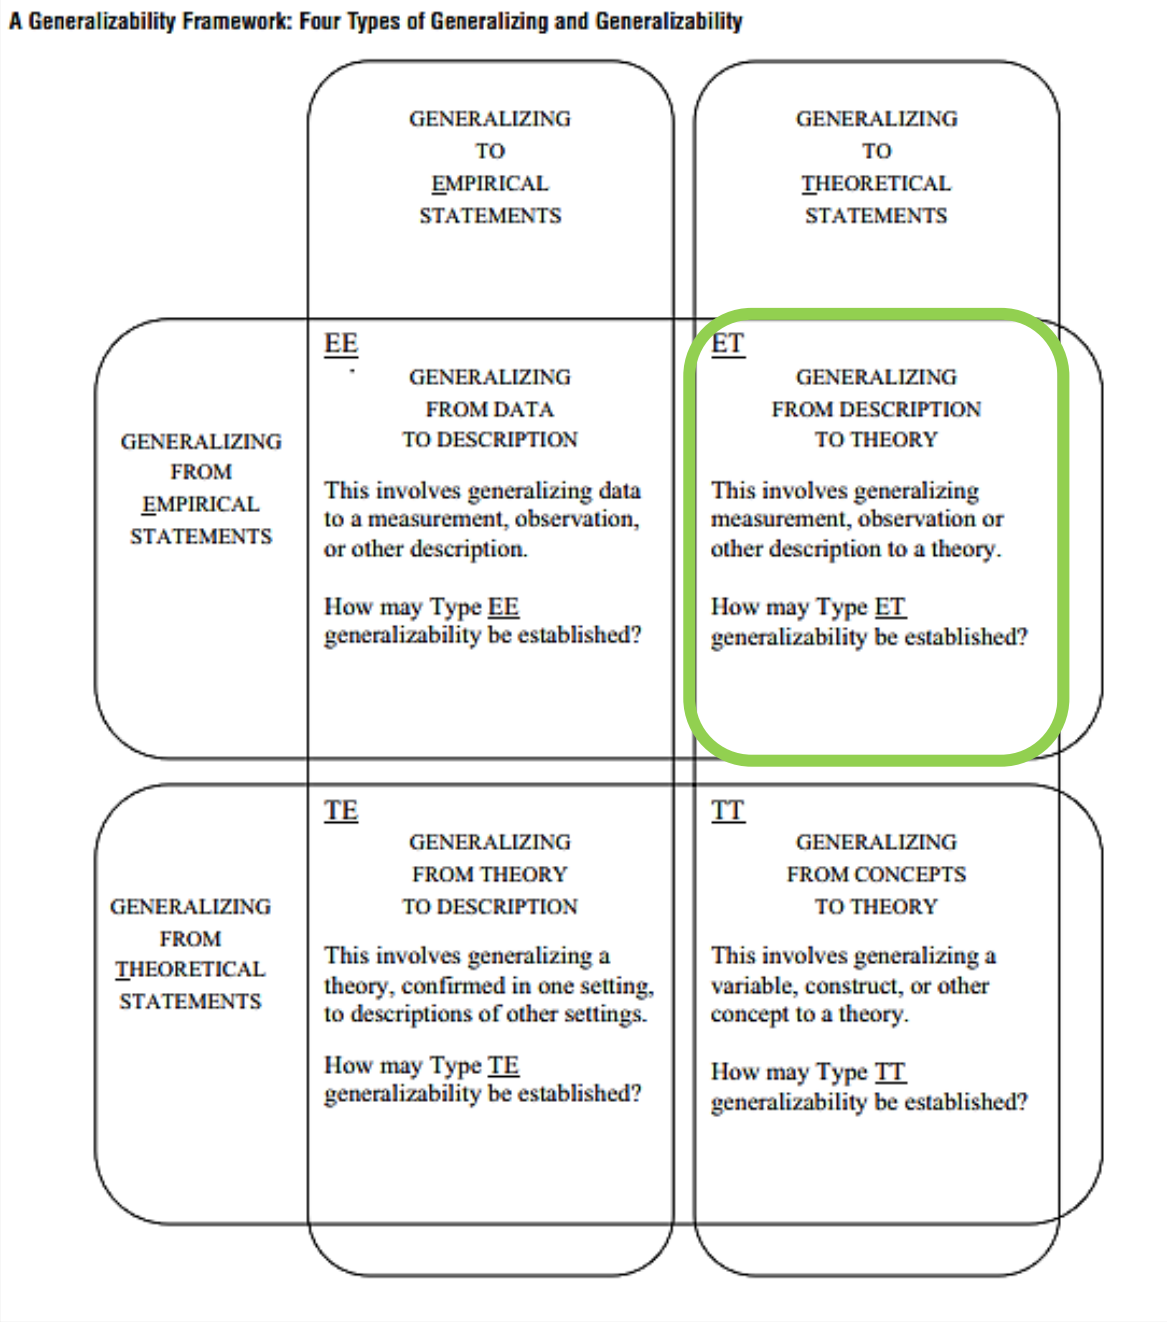 A Generalizability Framework: Four Types of Generalizing and Generalizability
GENERALIZING
TO
EMPIRICAL
STATEMENTS
GENERALIZING
TO
THEORETICAL
STATEMENTS
GENERALIZING
FROM
EMPIRICAL
STATEMENTS
EE
GENERALIZING
FROM DATA
TO DESCRIPTION
This involves generalizing data
to a measurement, observation,
or other description.
How may Type EE
generalizability be established?
ET
GENERALIZING
FROM DESCRIPTION
TO THEORY
This involves generalizing
measurement, observation or
other description to a theory.
How may Type ET
generalizability be established?
GENERALIZING
FROM
THEORETICAL
STATEMENTS
TE
GENERALIZING
FROM THEORY
TO DESCRIPTION
This involves generalizing a
theory, confirmed in one setting,
to descriptions of other settings.
How may Type TE
generalizability be established?
TT
GENERALIZING
FROM CONCEPTS
TO THEORY
This involves generalizing a
variable, construct, or other
concept to a theory.
How may Type TT
generalizability be established?